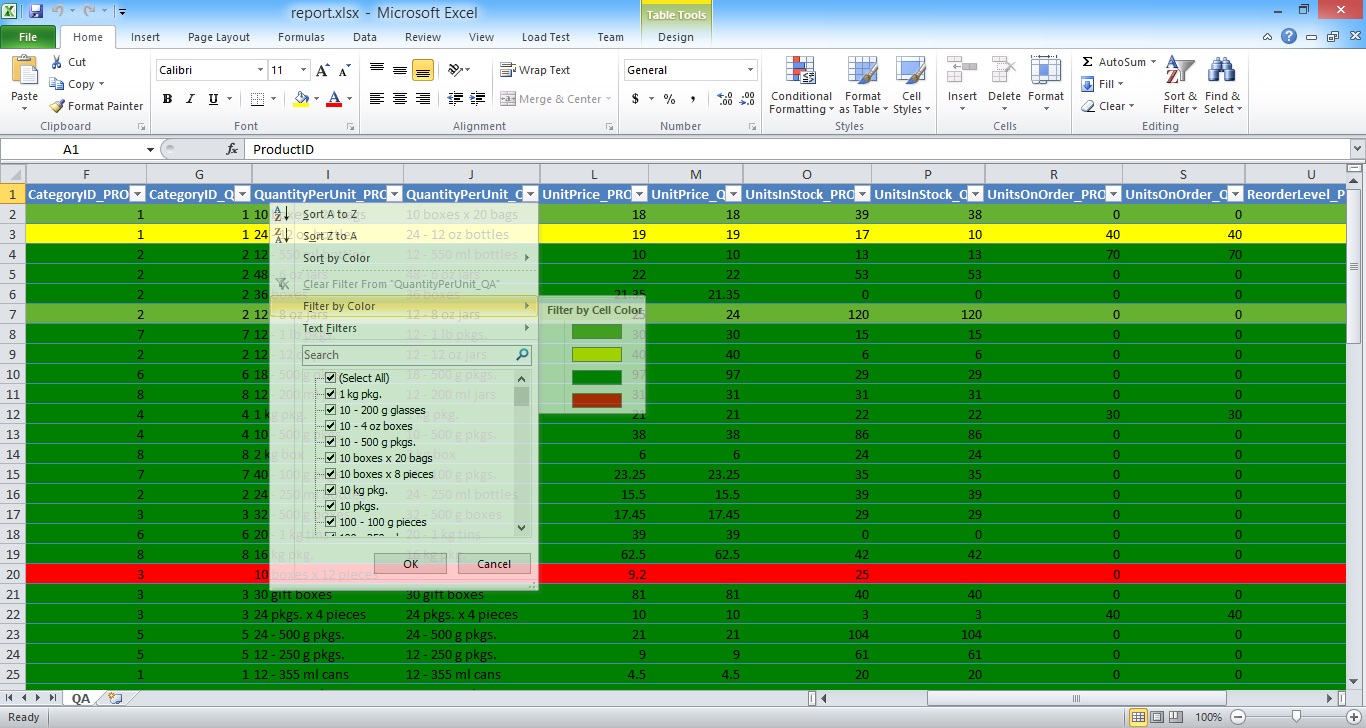 report.xlsx - Microsoft Excel
Table Tools
File Home Insert Page Layout Formulas Data Review View Load Test Team Design
Paste Cut Copy Format Painter
Calibri 11
B I U A
Wrap Text
Merge & Center
General
$ % ,
Conditional Formatting Format as Table Cell Styles
Insert Delete Format
Σ AutoSum Fill Clear
Sort & Filter Find & Select
Clipboard Font Alignment Number Styles Cells Editing
A1 fx ProductID
F G I J L M O P R S U
1 CategoryID_PRO CategoryID_Q QuantityPerUnit_PRO QuantityPerUnit_Q UnitPrice_PRO UnitPrice_Q UnitsInStock_PRO UnitsInStock_Q UnitsOnOrder_PRO UnitsOnOrder_Q ReorderLevel_P
2 1 1 10 10 boxes x 20 bags 18 18 39 38 0 0
3 1 1 24 24 - 12 oz bottles 19 19 17 10 40 40
4 2 2 12 12 - 550 ml bottles 10 10 13 13 70 70
5 2 2 48 48 - 6 oz jars 22 22 53 53 0 0
6 2 2 36 36 boxes 21.35 21.35 0 0 0 0
7 2 2 12 12 - 8 oz jars 24 120 120 0 0
8 7 7 12 12 - 1 lb pkgs. 30 30 15 15 0 0
9 2 2 12 12 - 12 oz jars 40 40 6 6 0 0
10 6 6 18 18 - 500 g pkgs. 97 97 29 29 0 0
11 8 8 12 12 - 200 ml jars 31 31 31 31 0 0
12 4 4 1 k 21 21 22 22 30 30
13 4 4 10 38 38 86 86 0 0
14 8 8 2 k box 6 6 24 24 0 0
15 7 7 40 23.25 23.25 35 35 0 0
16 2 2 24 24 - 250 ml bottles 15.5 15.5 39 39 0 0
17 3 3 32 32 - 500 g boxes 17.45 17.45 29 29 0 0
18 6 6 20 20 - 1 kg tins 39 39 0 0 0 0
19 8 8 16 62.5 62.5 42 42 0 0
20 3 10 boxes x 12 pieces 9.2 25 0
21 3 3 30 gift boxes 30 gift boxes 81 81 40 40 0 0
22 3 3 24 pkgs. x 4 pieces 24 pkgs. x 4 pieces 10 10 3 3 40 40
23 5 5 24 - 500 g pkgs. 24 - 500 g pkgs. 21 21 104 104 0 0
24 5 5 12 - 250 g pkgs. 12 - 250 g pkgs. 9 9 61 61 0 0
25 1 1 12 - 355 ml cans 12 - 355 ml cans 4.5 4.5 20 20 0 0
Sort A to Z
Sort Z to A
Sort by Color
Clear Filter From "QuantityPerUnit_QA"
Filter by Color
Text Filters
Search
(Select All)
1 kg pkg.
10 - 200 g glasses
10 - 4 oz boxes
10 - 500 g pkgs.
10 boxes x 20 bags
10 boxes x 8 pieces
10 kg pkg.
10 pkgs.
100 - 100 g pieces
OK Cancel
Filter by Cell Color
QA
Ready 100%